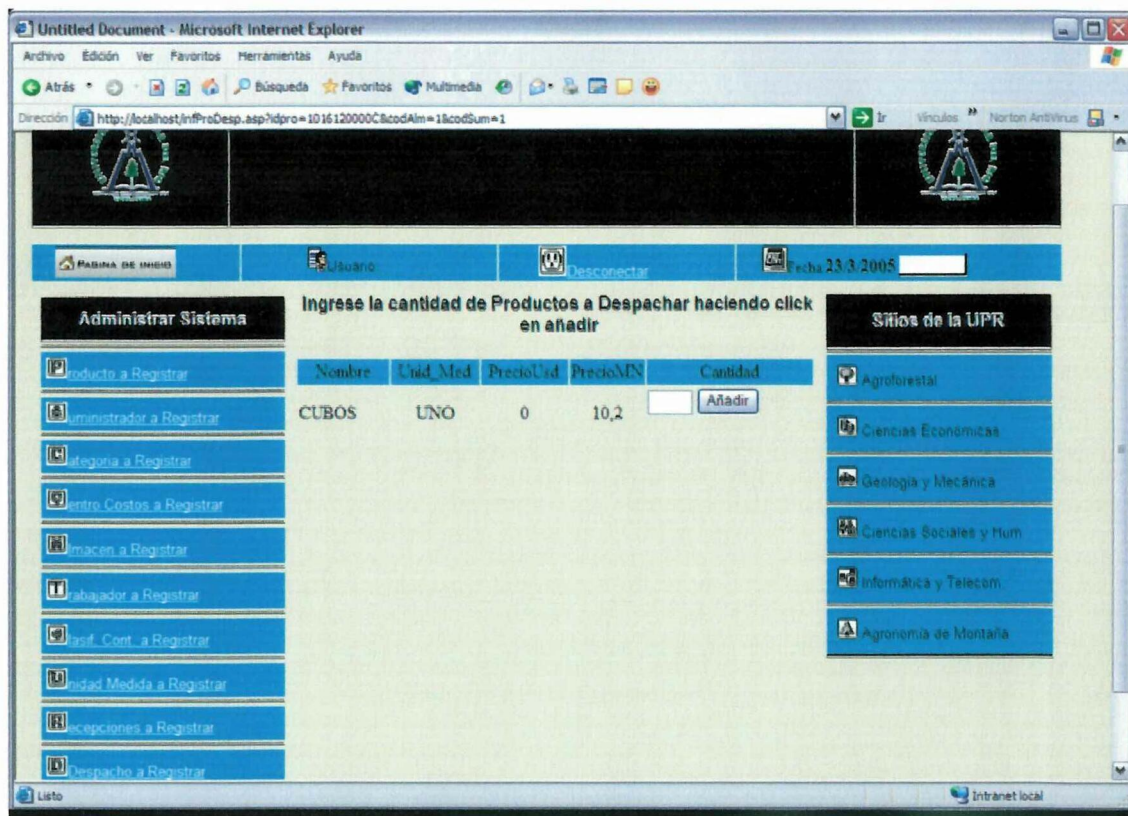 Untitled Document - Microsoft Internet Explorer
Archivo Edición Ver Favoritos Herramientas Ayuda
Atrás Búsqueda Favoritos Multimedia
Dirección http://localhost/infProDesp.asp?idpro=1016120000C&codAlm=1&codSum=1 Ir Vínculos Norton AntiVirus
PAGINA DE INICIO Usuario Desconectar Fecha 23/3/2005
Administrar Sistema
Producto a Registrar
Suministrador a Registrar
Categoria a Registrar
Centro Costos a Registrar
Almacen a Registrar
Trabajador a Registrar
Clasif. Cont. a Registrar
Unidad Medida a Registrar
Recepciones a Registrar
Despacho a Registrar
Ingrese la cantidad de Productos a Despachar haciendo click
en añadir
Nombre Unid_Med PrecioUsd PrecioMN Cantidad
CUBOS UNO 0 10,2 Añadir
Sitios de la UPR
Agroforestal
Ciencias Económicas
Geología y Mecánica
Ciencias Sociales y Hum
Informática y Telecom.
Agronomía de Montaña
Listo Intranet local